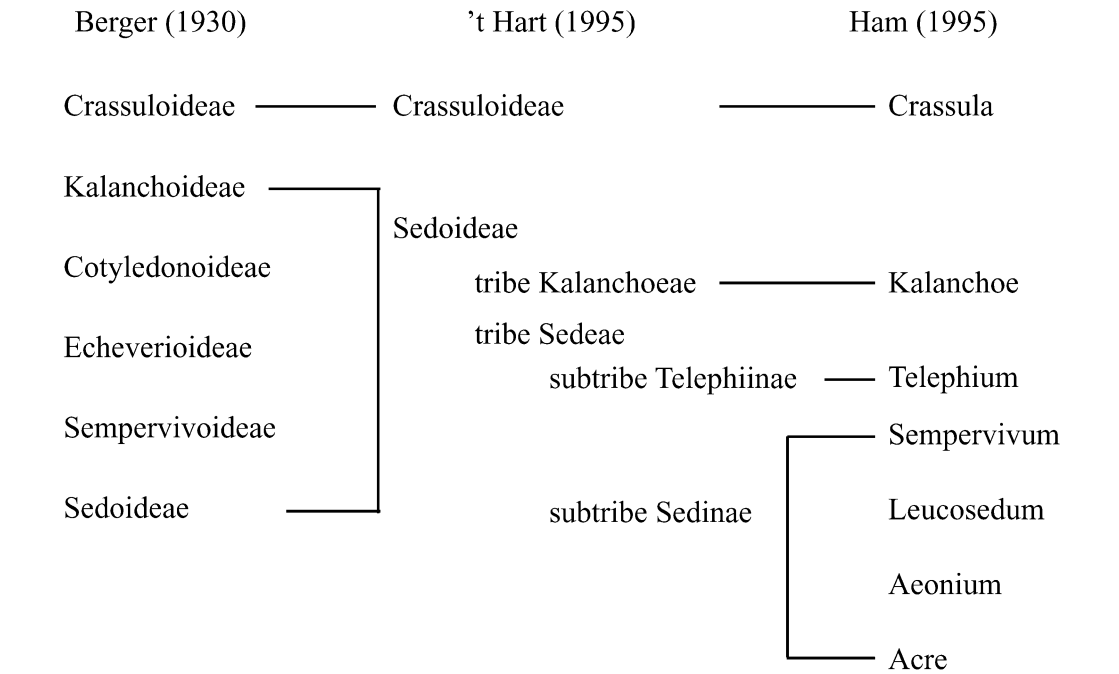 Berger (1930) 't Hart (1995) Ham (1995)
Crassuloideae Crassuloideae Crassula
Kalanchoideae
Sedoideae
Cotyledonoideae
tribe Kalanchoeae Kalanchoe
tribe Sedeae
Echeverioideae
subtribe Telephiinae Telephium
Sempervivoideae Sempervivum
Sedoideae subtribe Sedinae Leucosedum
Aeonium
Acre